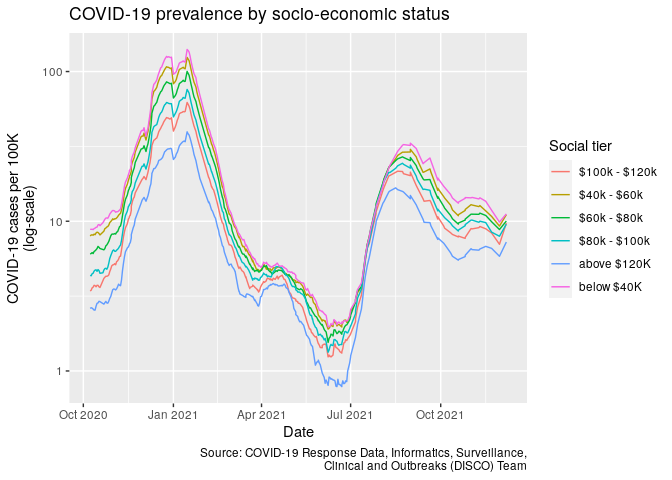 COVID-19 prevalence by socio-economic status
COVID-19 cases per 100K
(log-scale)
100
10
1
Oct 2020
Jan 2021
Apr 2021
Jul 2021
Oct 2021
Date
Social tier
$100k - $120k
$40k - $60k
$60k - $80k
$80k - $100k
above $120K
below $40K
Source: COVID-19 Response Data, Informatics, Surveillance,
Clinical and Outbreaks (DISCO) Team